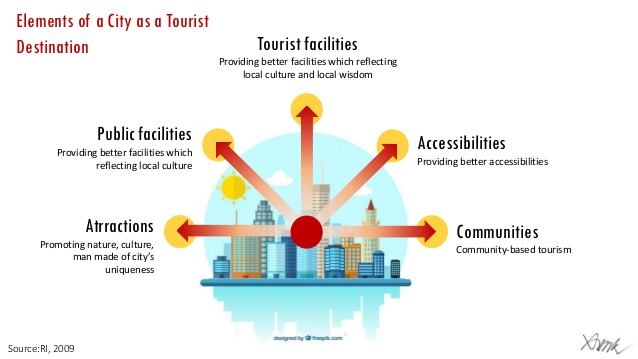 Elements of a City as a Tourist
Destination
Tourist facilities
Providing better facilities which reflecting
local culture and local wisdom
Public facilities
Providing better facilities which
reflecting local culture
Accessibilities
Providing better accessibilities
Atrractions
Promoting nature, culture,
man made of city's
uniqueness
Communities
Community-based tourism
designed by freepik.com
Source:RI, 2009